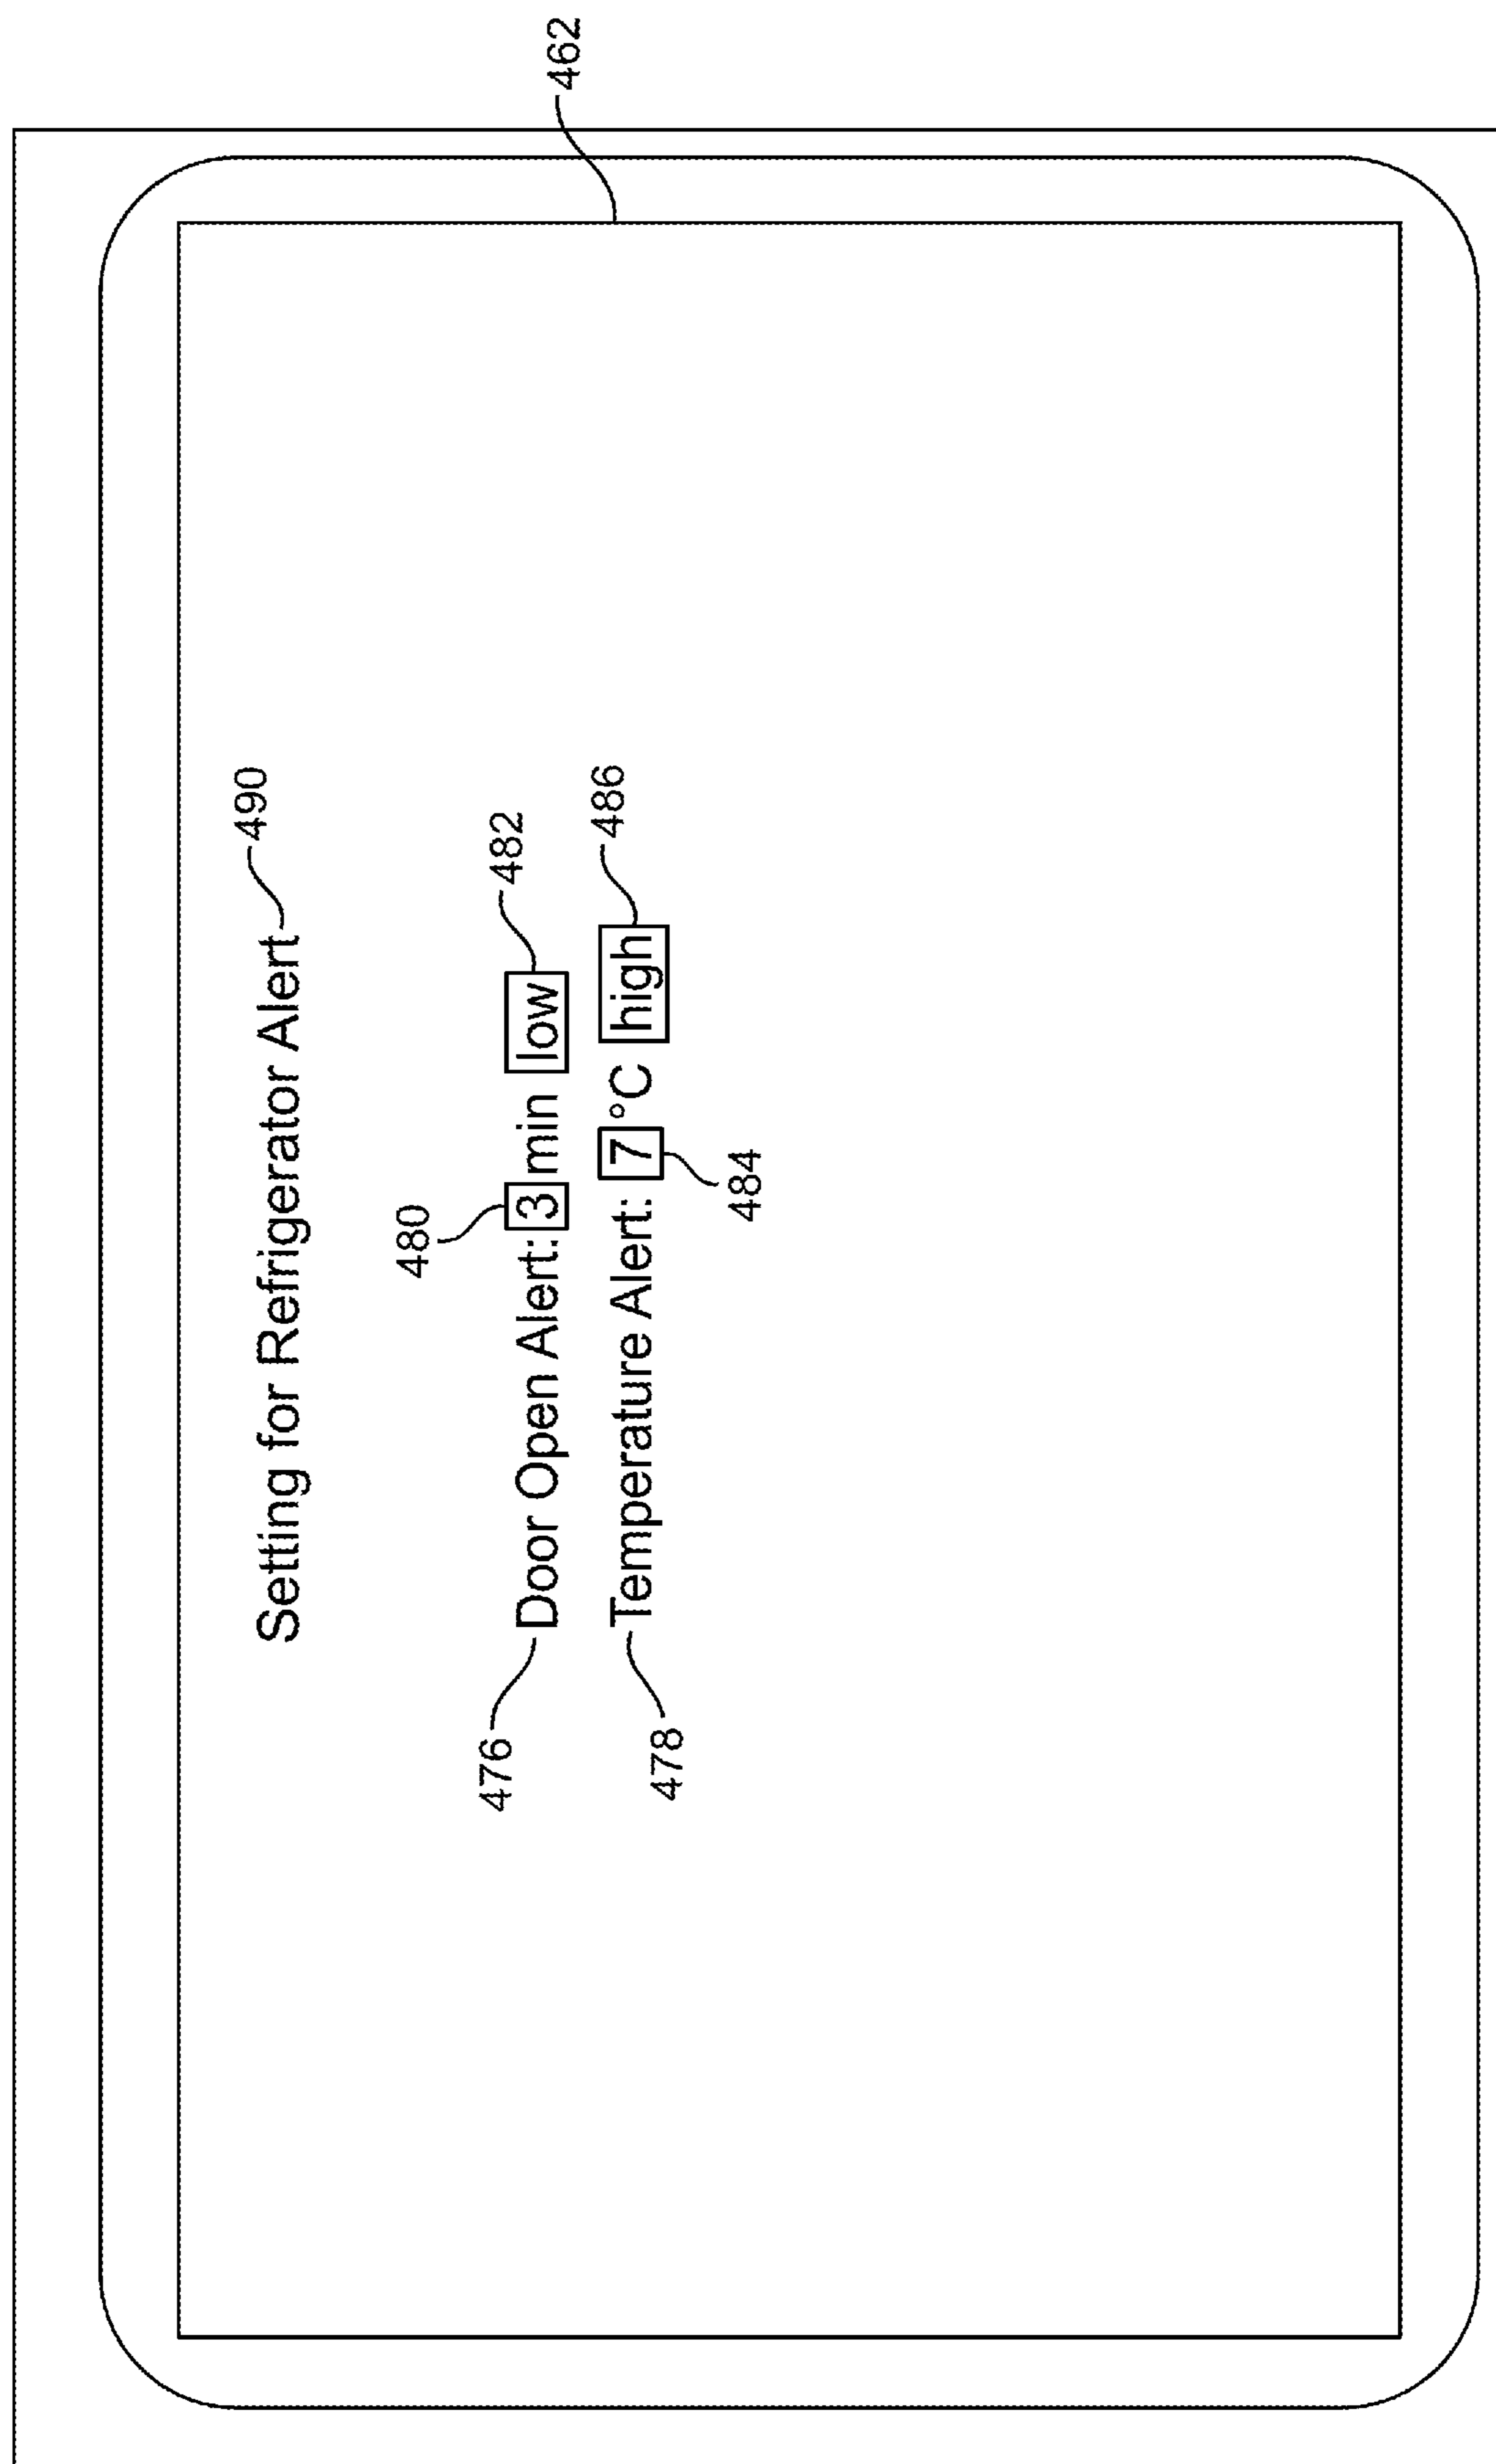 462
Setting for Refrigerator Alert
490
480
482
476
Door Open Alert: 3 min low
486
478
Temperature Alert: 7 °C high
484